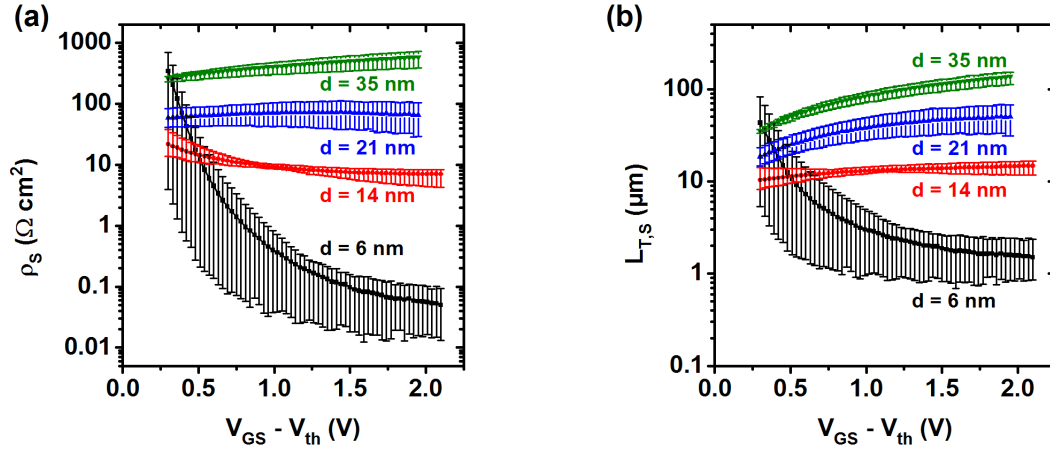 (a)
1000
100
10
1
0.1
0.01
ρS (Ω cm²)
d = 35 nm
d = 21 nm
d = 14 nm
d = 6 nm
0.0 0.5 1.0 1.5 2.0
VGS - Vth (V)
(b)
100
10
1
0.1
LT,S (μm)
d = 35 nm
d = 21 nm
d = 14 nm
d = 6 nm
0.0 0.5 1.0 1.5 2.0
VGS - Vth (V)